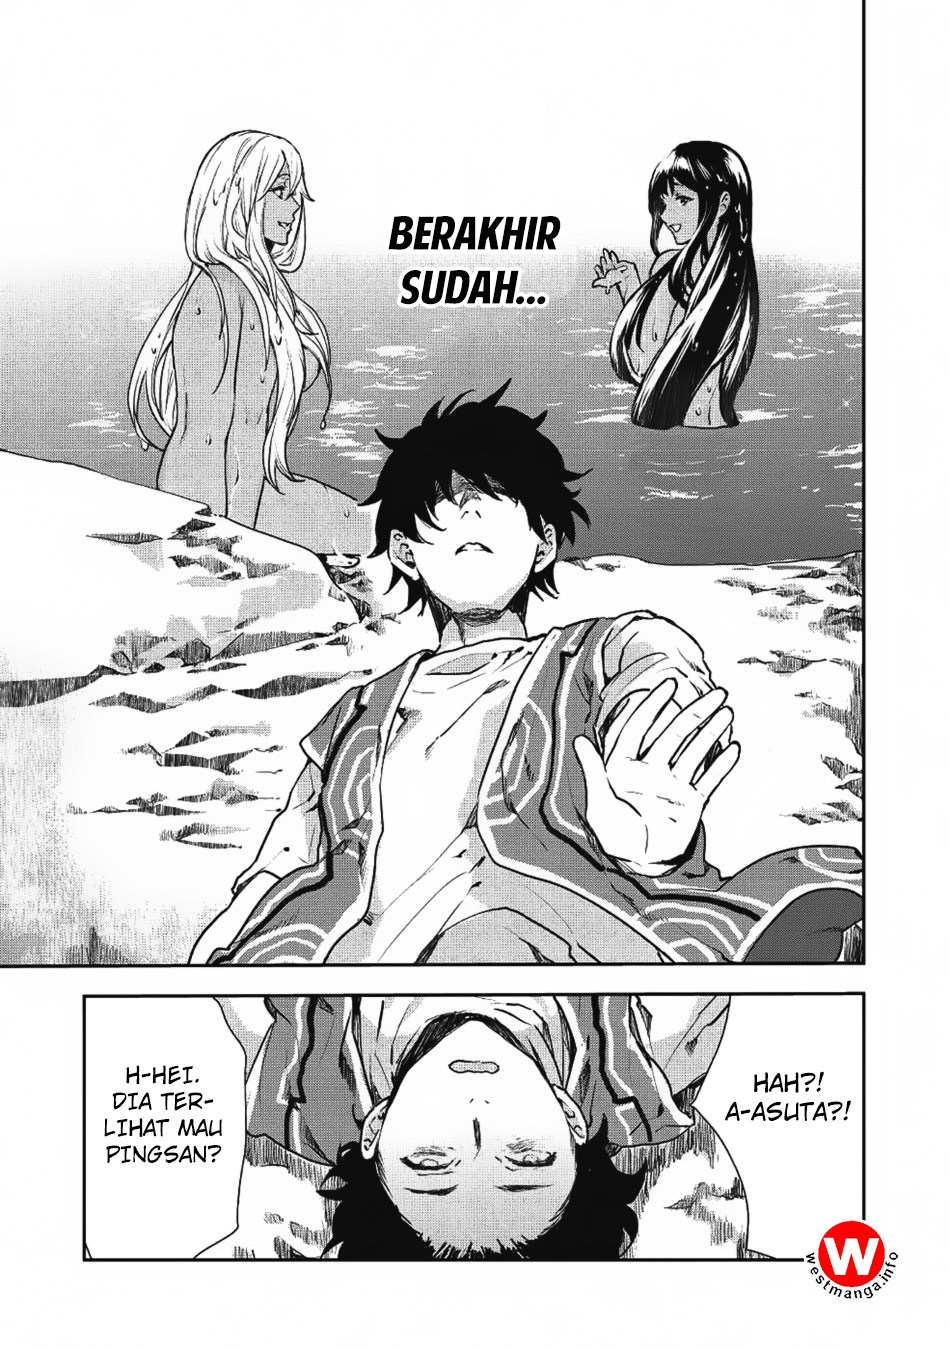 BERAKHIR
SUDAH...
HAH?!
A-ASUTA?!
H-HEI.
DIA TER-
LIHAT MAU
PINGSAN?
W
westmanga.info